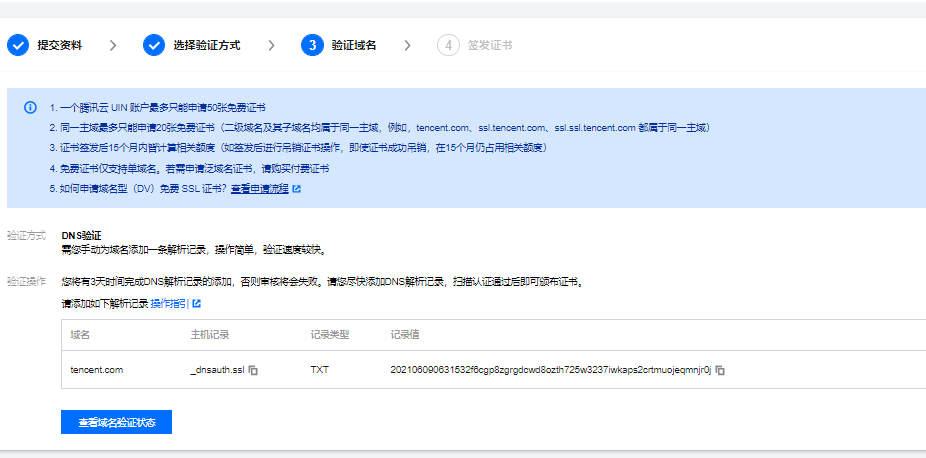 提交资料
选择验证方式
3 验证域名
4 签发证书
1. 一个腾讯云 UIN 账户最多只能申请50张免费证书
2. 同一主域最多只能申请20张免费证书（二级域名及其子域名均属于同一主域，例如，tencent.com、ssl.tencent.com、ssl.ssl.tencent.com 都属于同一主域）
3. 证书签发后15个月内皆计算相关额度（如签发后进行吊销证书操作，即使证书成功吊销，在15个月仍占用相关额度）
4. 免费证书仅支持单域名。若需申请泛域名证书，请购买付费证书
5. 如何申请域名型（DV）免费 SSL 证书？查看申请流程
验证方式 DNS验证
需您手动为域名添加一条解析记录，操作简单，验证速度较快。
验证操作 您将有3天时间完成DNS解析记录的添加，否则审核将会失败。请您尽快添加DNS解析记录，扫描认证通过后即可颁布证书。
请添加如下解析记录 操作指引
域名 主机记录 记录类型 记录值
tencent.com _dnsauth.ssl TXT 202106090631532f6cgp8zgrgdcwd8ozth725w3237iwkaps2crtmuojeqmnjr0j
查看域名验证状态